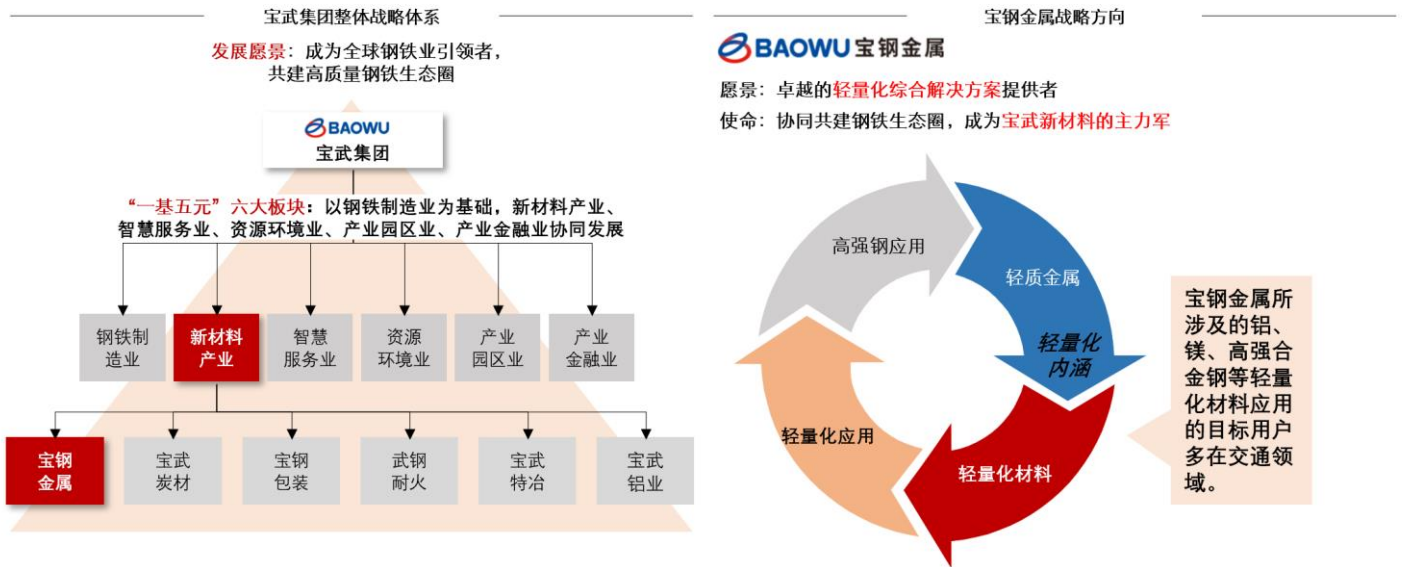 宝武集团整体战略体系
发展愿景：成为全球钢铁业引领者，
共建高质量钢铁生态圈
BAOWU
宝武集团
“一基五元”六大板块：以钢铁制造业为基础，新材料产业、
智慧服务业、资源环境业、产业园区业、产业金融业协同发展
钢铁制
造业
新材料
产业
智慧
服务业
资源
环境业
产业
园区业
产业
金融业
宝钢
金属
宝武
炭材
宝钢
包装
武钢
耐火
宝武
特冶
宝武
铝业
宝钢金属战略方向
BAOWU 宝钢金属
愿景：卓越的轻量化综合解决方案提供者
使命：协同共建钢铁生态圈，成为宝武新材料的主力军
高强钢应用
轻质金属
轻量化
内涵
轻量化应用
轻量化材料
宝钢金属所
涉及的铝、
镁、高强合
金钢等轻量
化材料应用
的目标用户
多在交通领
域。